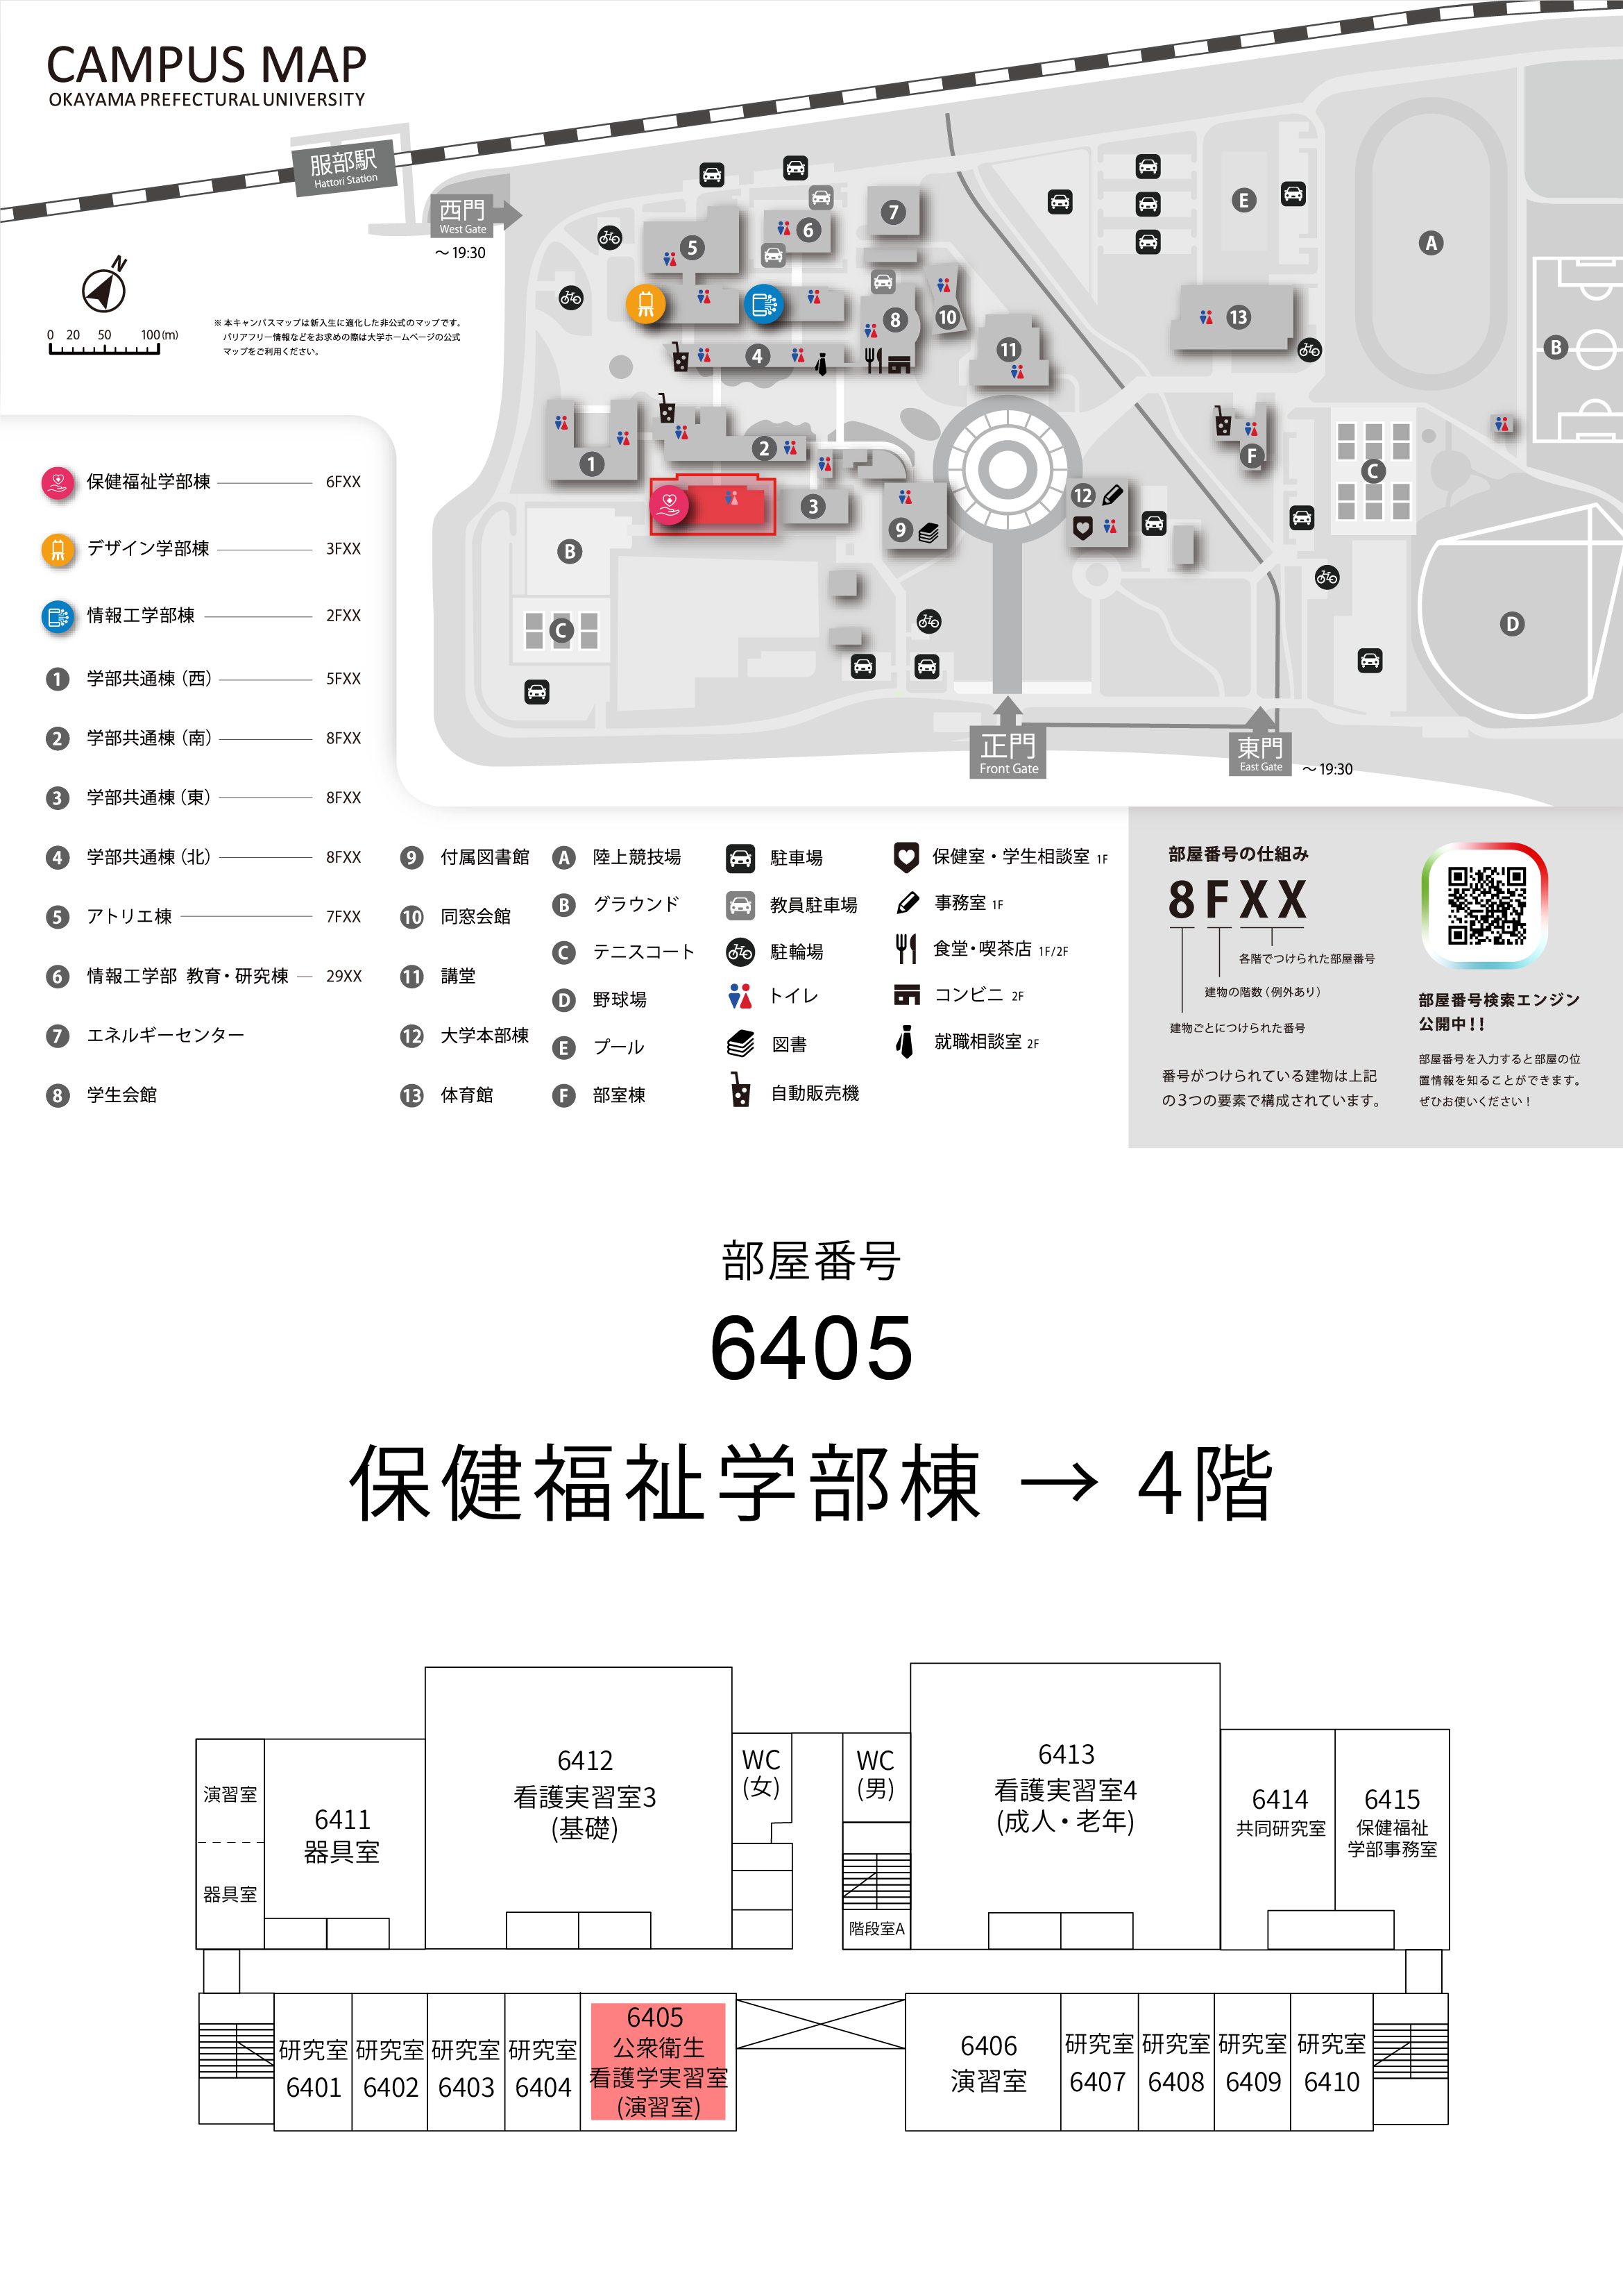 CAMPUS MAP
OKAYAMA PREFECTURAL UNIVERSITY
服部駅
Hattori Station
西門
West Gate
～19:30
N
0 20 50 100(m)
※ 本キャンパスマップは新入生に適化した非公式のマップです。
バリアフリー情報などをお求めの際は大学ホームページの公式
マップをご利用ください。
5
6
7
8
10
4
11
13
E
A
B
1
2
3
9
12
F
C
B
C
D
正門
Front Gate
東門
East Gate
～19:30
保健福祉学部棟 6FXX
デザイン学部棟 3FXX
情報工学部棟 2FXX
1 学部共通棟（西） 5FXX
2 学部共通棟（南） 8FXX
3 学部共通棟（東） 8FXX
4 学部共通棟（北） 8FXX
5 アトリエ棟 7FXX
6 情報工学部 教育・研究棟 29XX
7 エネルギーセンター
8 学生会館
9 付属図書館
10 同窓会館
11 講堂
12 大学本部棟
13 体育館
A 陸上競技場
B グラウンド
C テニスコート
D 野球場
E プール
F 部室棟
駐車場
教員駐車場
駐輪場
トイレ
図書
自動販売機
保健室・学生相談室 1F
事務室 1F
食堂・喫茶店 1F/2F
コンビニ 2F
就職相談室 2F
部屋番号の仕組み
8FXX
各階でつけられた部屋番号
建物の階数（例外あり）
建物ごとにつけられた番号
番号がつけられている建物は上記
の3つの要素で構成されています。
部屋番号検索エンジン
公開中！！
部屋番号を入力すると部屋の位
置情報を知ることができます。
ぜひお使いください！
部屋番号
6405
保健福祉学部棟 → 4階
演習室
器具室
6411
器具室
6412
看護実習室3
(基礎)
WC
(女)
WC
(男)
階段室A
6413
看護実習室4
(成人・老年)
6414
共同研究室
6415
保健福祉
学部事務室
研究室
6401
研究室
6402
研究室
6403
研究室
6404
6405
公衆衛生
看護学実習室
(演習室)
6406
演習室
研究室
6407
研究室
6408
研究室
6409
研究室
6410